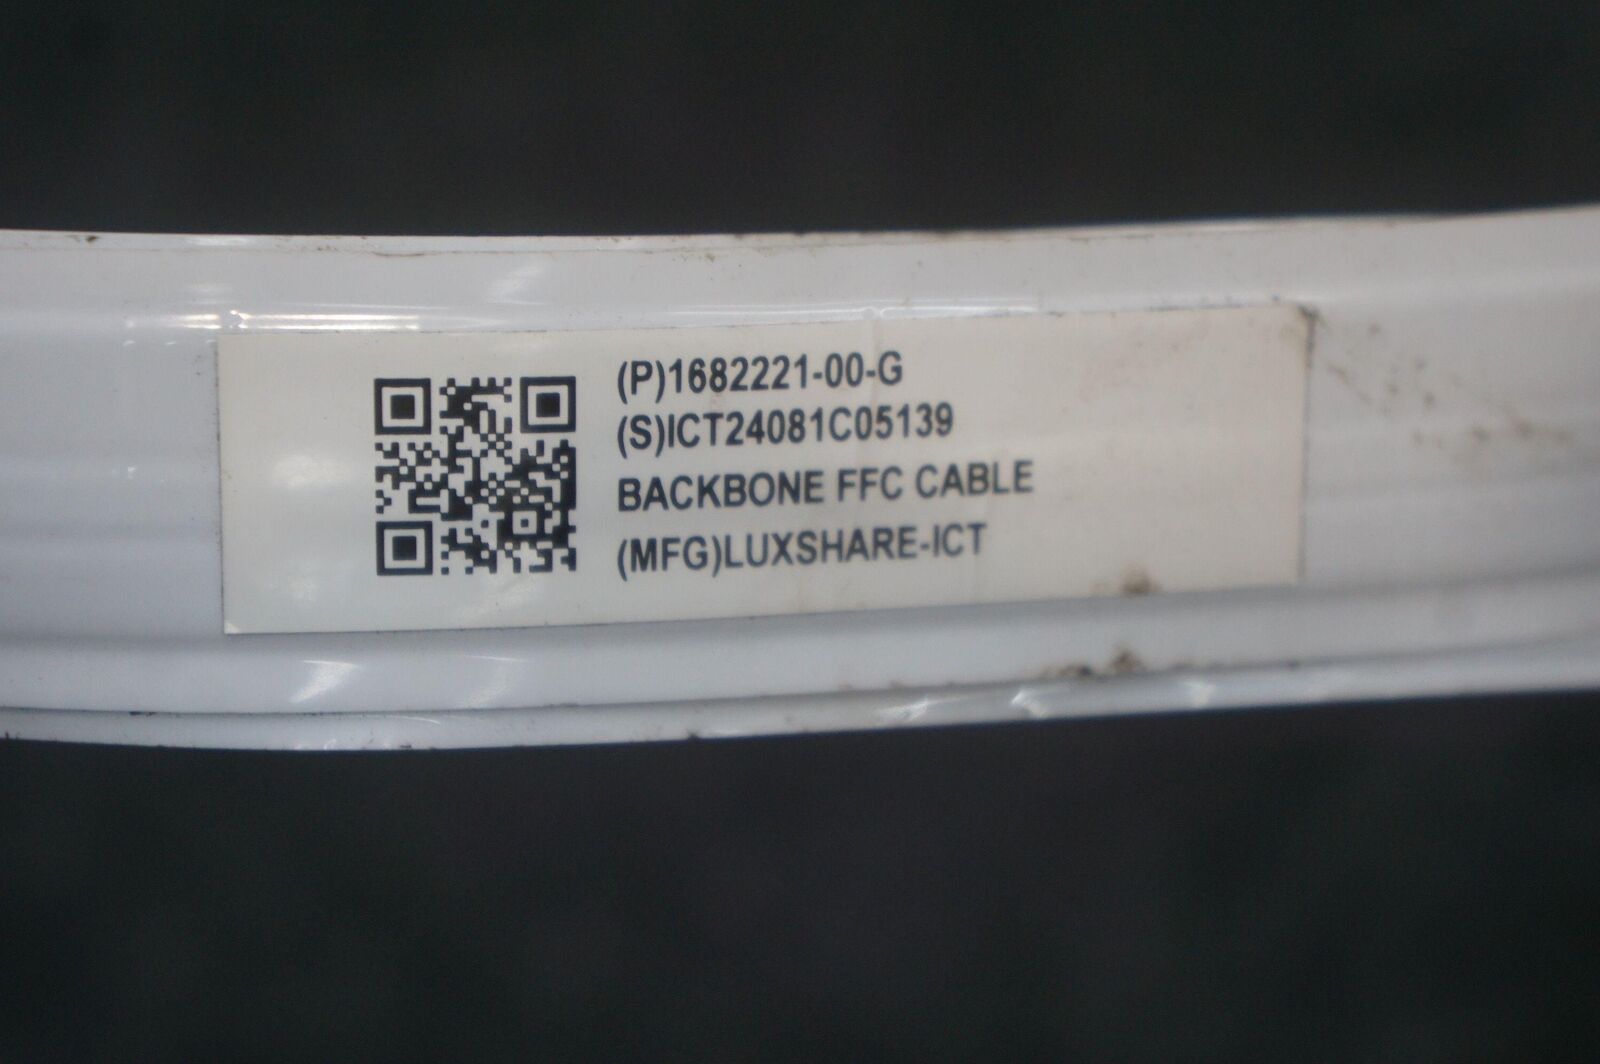 (P)1682221-00-G
(S)ICT24081C05139
BACKBONE FFC CABLE
(MFG)LUXSHARE-ICT